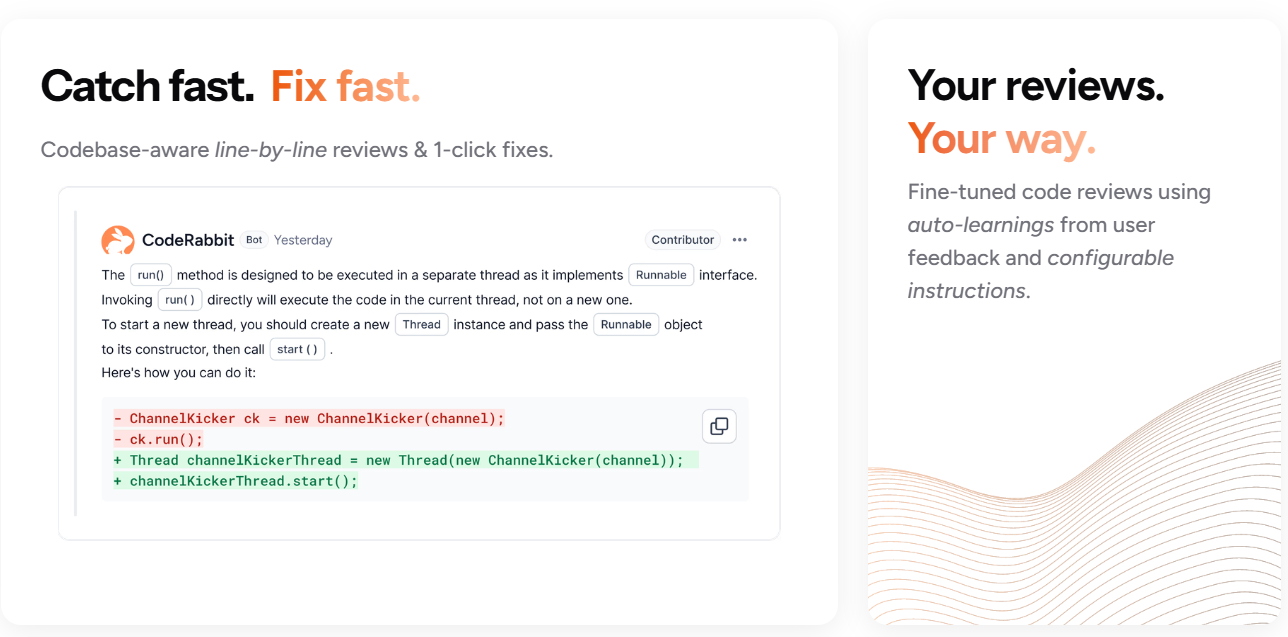 Catch fast. Fix fast.
Codebase-aware line-by-line reviews & 1-click fixes.
CodeRabbit Bot Yesterday Contributor
The run() method is designed to be executed in a separate thread as it implements Runnable interface.
Invoking run() directly will execute the code in the current thread, not on a new one.
To start a new thread, you should create a new Thread instance and pass the Runnable object
to its constructor, then call start() .
Here's how you can do it:
- ChannelKicker ck = new ChannelKicker(channel);
- ck.run();
+ Thread channelKickerThread = new Thread(new ChannelKicker(channel));
+ channelKickerThread.start();
Your reviews.
Your way.
Fine-tuned code reviews using
auto-learnings from user
feedback and configurable
instructions.